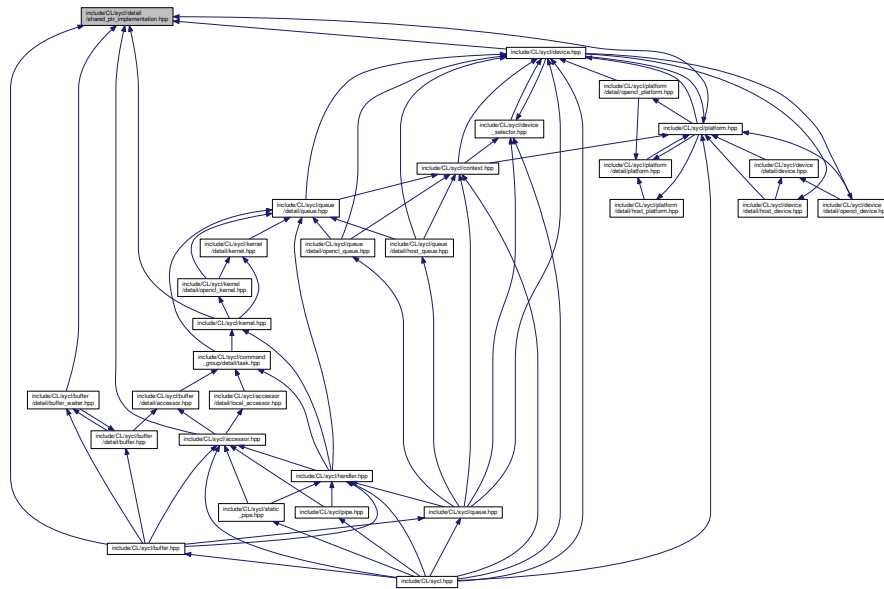 include/CL/sycl/detail
/shared_ptr_implementation.hpp
include/CL/sycl/device.hpp
include/CL/sycl/platform
/detail/opencl_platform.hpp
include/CL/sycl/device
_selector.hpp
include/CL/sycl/platform.hpp
include/CL/sycl/context.hpp
include/CL/sycl/platform
/detail/platform.hpp
include/CL/sycl/device
/detail/device.hpp
include/CL/sycl/queue
/detail/queue.hpp
include/CL/sycl/platform
/detail/host_platform.hpp
include/CL/sycl/device
/detail/host_device.hpp
include/CL/sycl/device
/detail/opencl_device.hpp
include/CL/sycl/kernel
/detail/kernel.hpp
include/CL/sycl/queue
/detail/opencl_queue.hpp
include/CL/sycl/queue
/detail/host_queue.hpp
include/CL/sycl/kernel
/detail/opencl_kernel.hpp
include/CL/sycl/kernel.hpp
include/CL/sycl/command
_group/detail/task.hpp
include/CL/sycl/buffer
/detail/buffer_waiter.hpp
include/CL/sycl/buffer
/detail/accessor.hpp
include/CL/sycl/accessor
/detail/local_accessor.hpp
include/CL/sycl/buffer
/detail/buffer.hpp
include/CL/sycl/accessor.hpp
include/CL/sycl/handler.hpp
include/CL/sycl/static
_pipe.hpp
include/CL/sycl/pipe.hpp
include/CL/sycl/queue.hpp
include/CL/sycl/buffer.hpp
include/CL/sycl.hpp